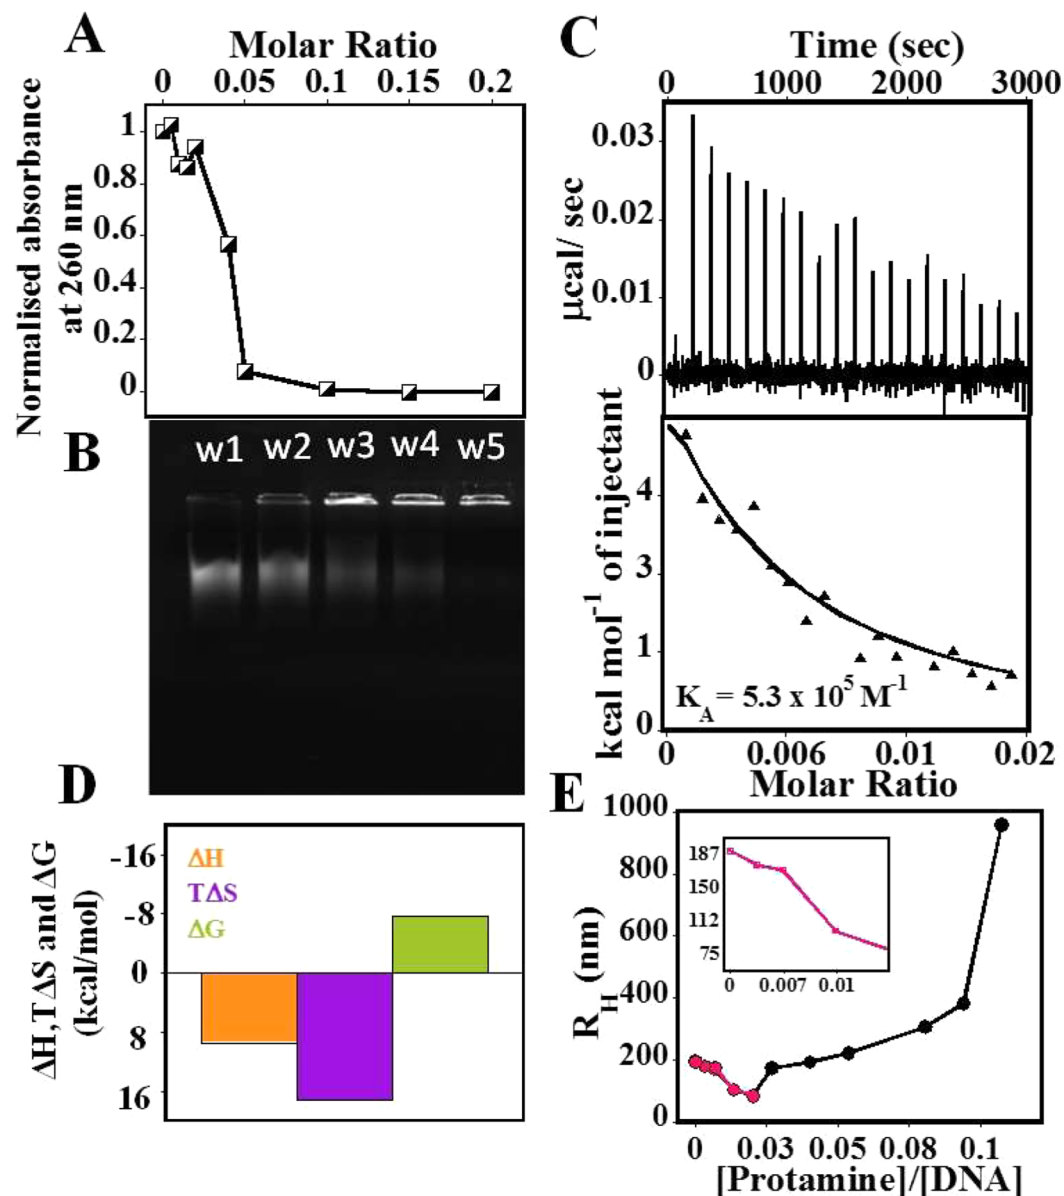 A
Molar Ratio
0 0.05 0.1 0.15 0.2
Normalised absorbance
at 260 nm
1
0.8
0.6
0.4
0.2
0
B
w1 w2 w3 w4 w5
C
Time (sec)
0 1000 2000 3000
µcal/ sec
0.03
0.02
0.01
0
kcal mol-1 of injectant
4
3
1
0
KA = 5.3 x 105 M-1
0 0.006 0.01 0.02
Molar Ratio
D
ΔH,TΔS and ΔG
(kcal/mol)
-16
-8
0
8
16
ΔH
TΔS
ΔG
E
RH (nm)
1000
800
600
400
200
0
187
150
112
75
0 0.007 0.01
0 0.03 0.05 0.08 0.1
[Protamine]/[DNA]